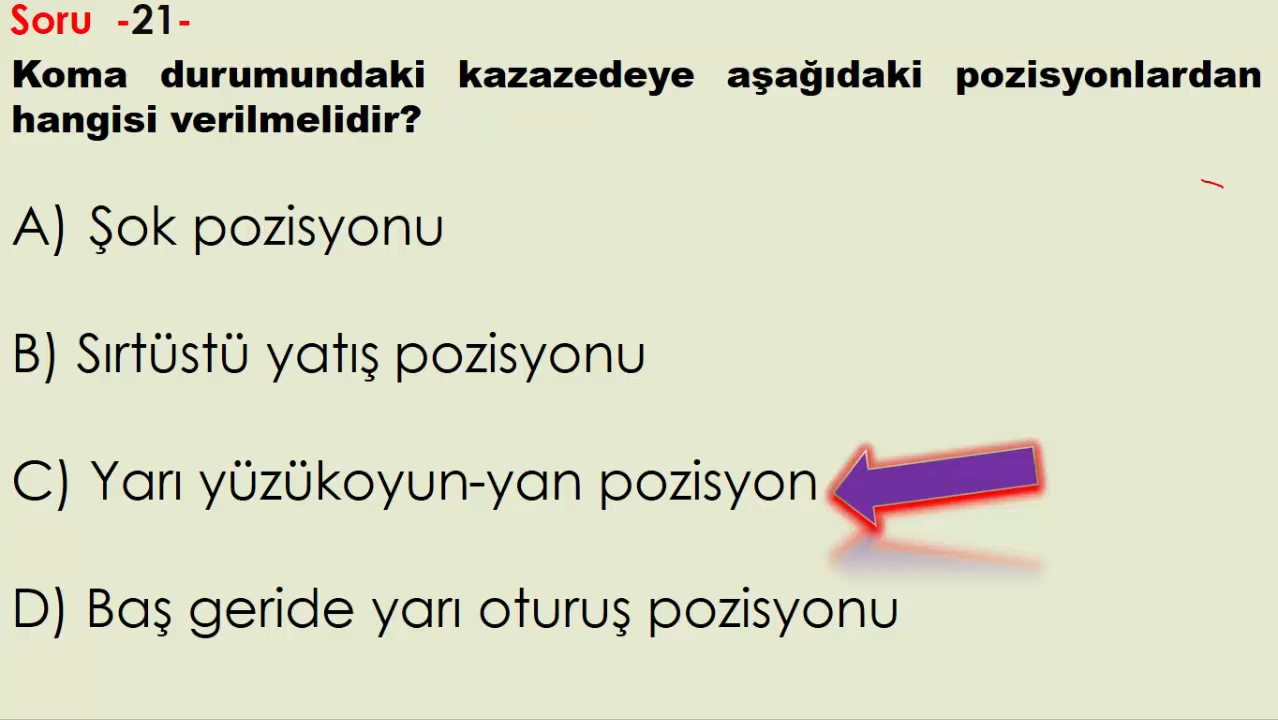 Soru -21-
Koma durumundaki kazazedeye aşağıdaki pozisyonlardan
hangisi verilmelidir?
A) Şok pozisyonu
B) Sırtüstü yatış pozisyonu
C) Yarı yüzükoyun-yan pozisyon
D) Baş geride yarı oturuş pozisyonu